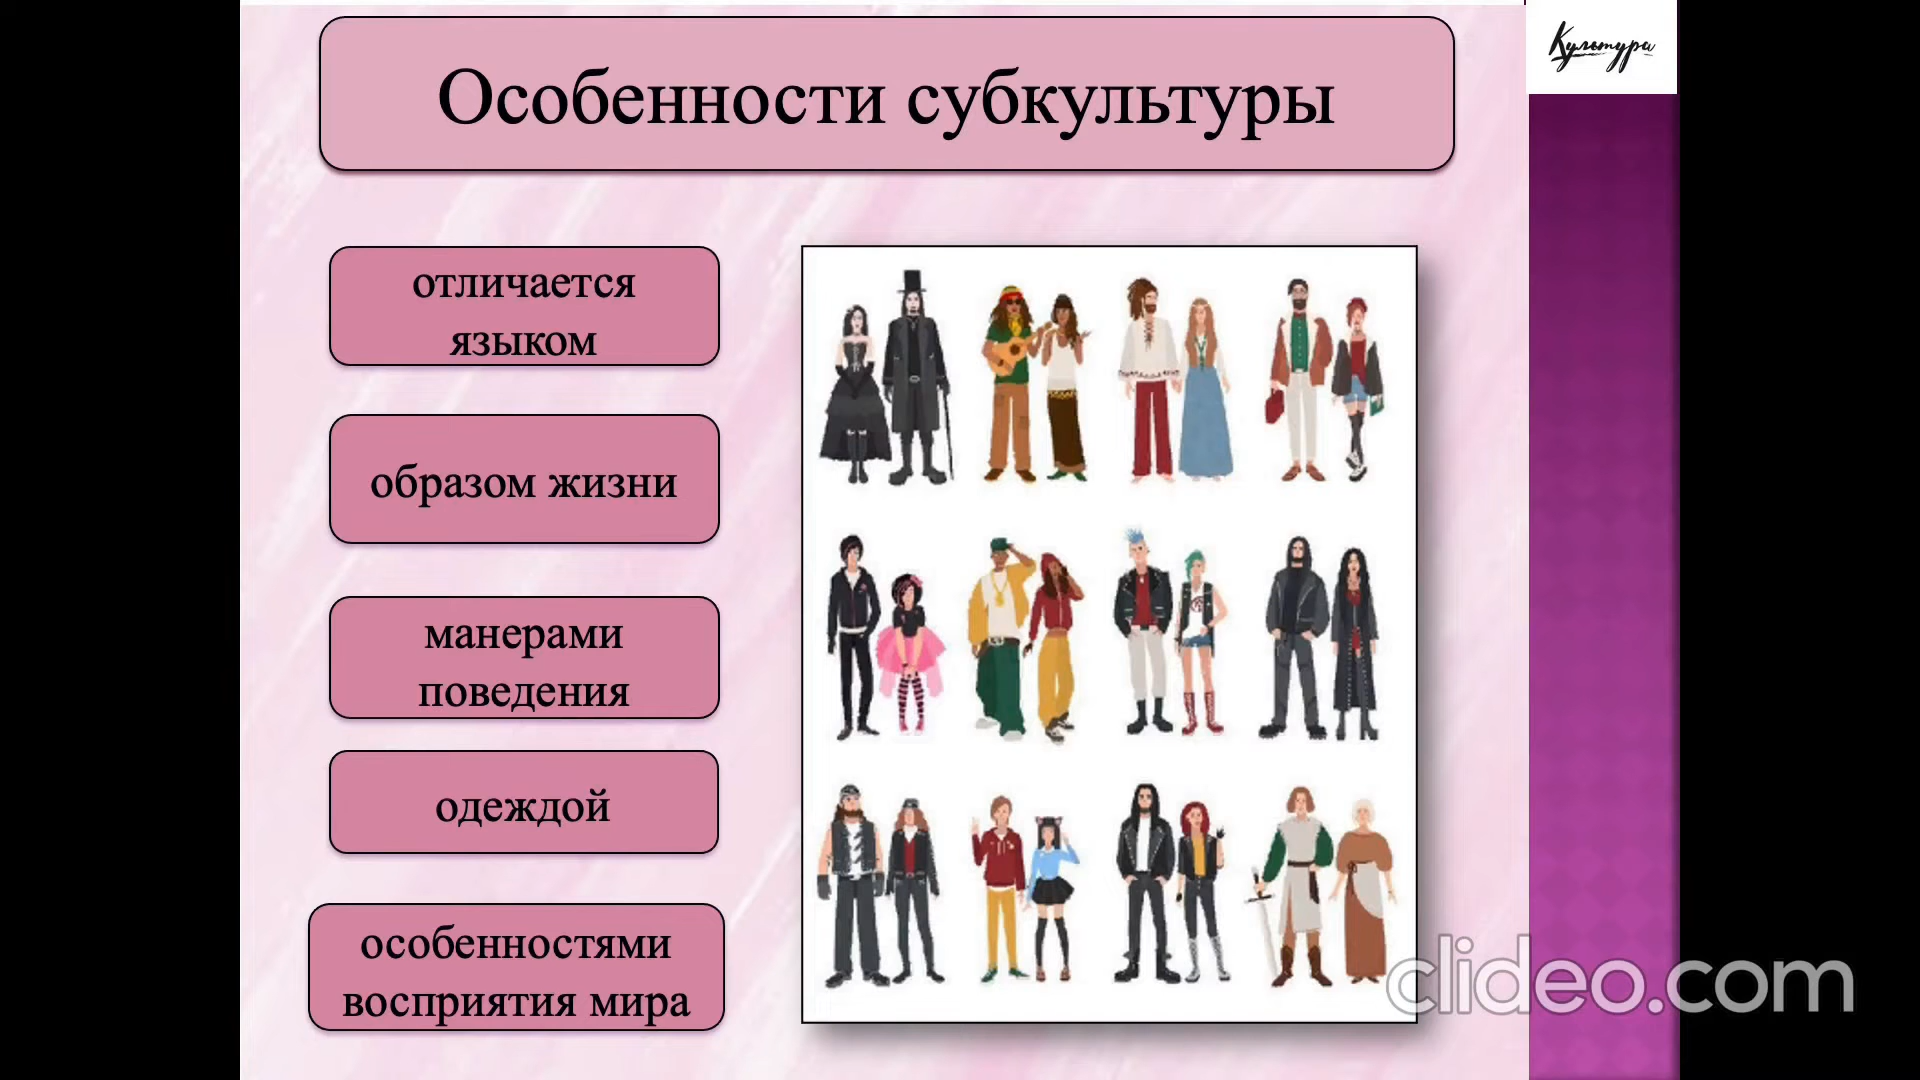 Культура
Особенности субкультуры
отличается
языком
образом жизни
манерами
поведения
одеждой
особенностями
восприятия мира
clideo.com